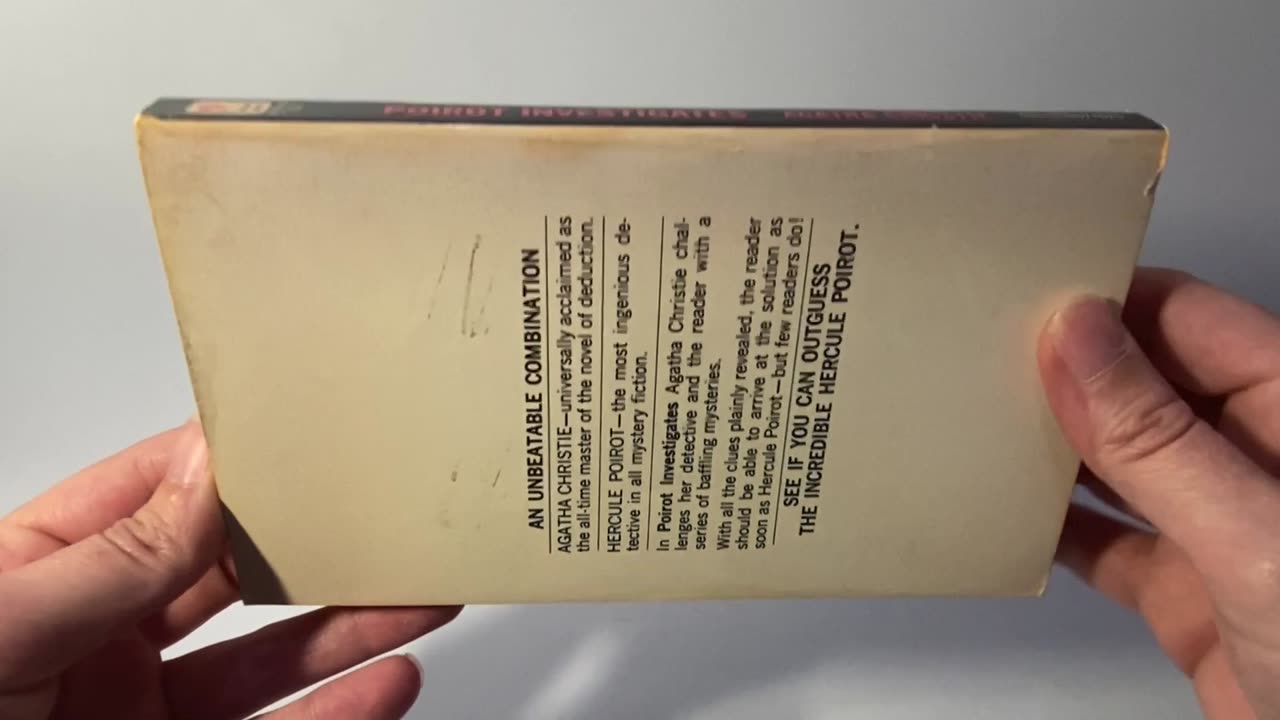 POIROT INVESTIGATES
AN UNBEATABLE COMBINATION
AGATHA CHRISTIE—universally acclaimed as
the all-time master of the novel of deduction.
HERCULE POIROT—the most ingenious de-
tective in all mystery fiction.
In Poirot Investigates Agatha Christie chal-
lenges her detective and the reader with a
series of baffling mysteries.
With all the clues plainly revealed, the reader
should be able to arrive at the solution as
soon as Hercule Poirot—but few readers do!
SEE IF YOU CAN OUTGUESS
THE INCREDIBLE HERCULE POIROT.